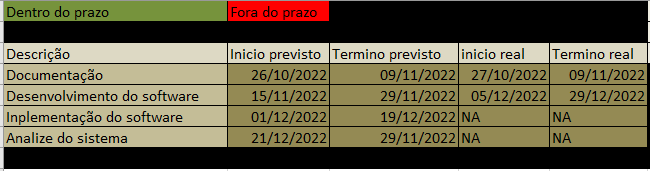 Dentro do prazo Fora do prazo
Descrição Inicio previsto Termino previsto inicio real Termino real
Documentação 26/10/2022 09/11/2022 27/10/2022 09/11/2022
Desenvolvimento do software 15/11/2022 29/11/2022 05/12/2022 29/12/2022
Inplementação do software 01/12/2022 19/12/2022 NA NA
Analize do sistema 21/12/2022 29/11/2022 NA NA